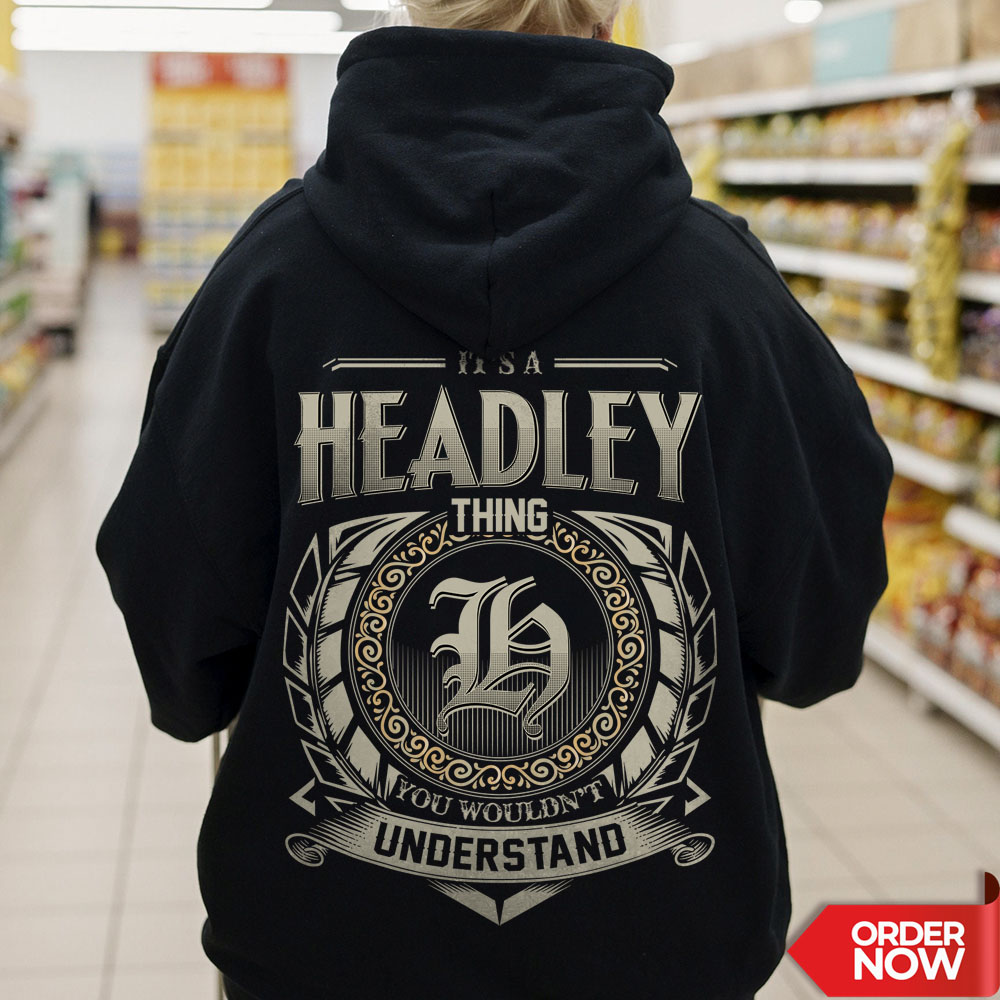 IT'S A
HEADLEY
THING
H
YOU WOULDN'T
UNDERSTAND
ORDER
NOW